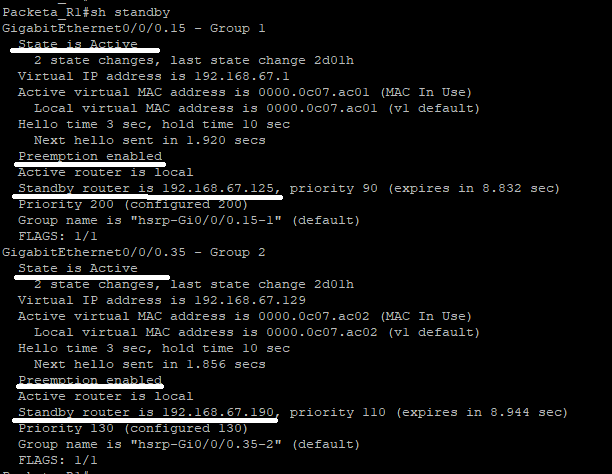 Packeta_R1#sh standby
GigabitEthernet0/0/0.15 - Group 1
State is Active
2 state changes, last state change 2d01h
Virtual IP address is 192.168.67.1
Active virtual MAC address is 0000.0c07.ac01 (MAC In Use)
Local virtual MAC address is 0000.0c07.ac01 (v1 default)
Hello time 3 sec, hold time 10 sec
Next hello sent in 1.920 secs
Preemption enabled
Active router is local
Standby router is 192.168.67.125, priority 90 (expires in 8.832 sec)
Priority 200 (configured 200)
Group name is "hsrp-Gi0/0/0.15-1" (default)
FLAGS: 1/1
GigabitEthernet0/0/0.35 - Group 2
State is Active
2 state changes, last state change 2d01h
Virtual IP address is 192.168.67.129
Active virtual MAC address is 0000.0c07.ac02 (MAC In Use)
Local virtual MAC address is 0000.0c07.ac02 (v1 default)
Hello time 3 sec, hold time 10 sec
Next hello sent in 1.856 secs
Preemption enabled
Active router is local
Standby router is 192.168.67.190, priority 110 (expires in 8.944 sec)
Priority 130 (configured 130)
Group name is "hsrp-Gi0/0/0.35-2" (default)
FLAGS: 1/1